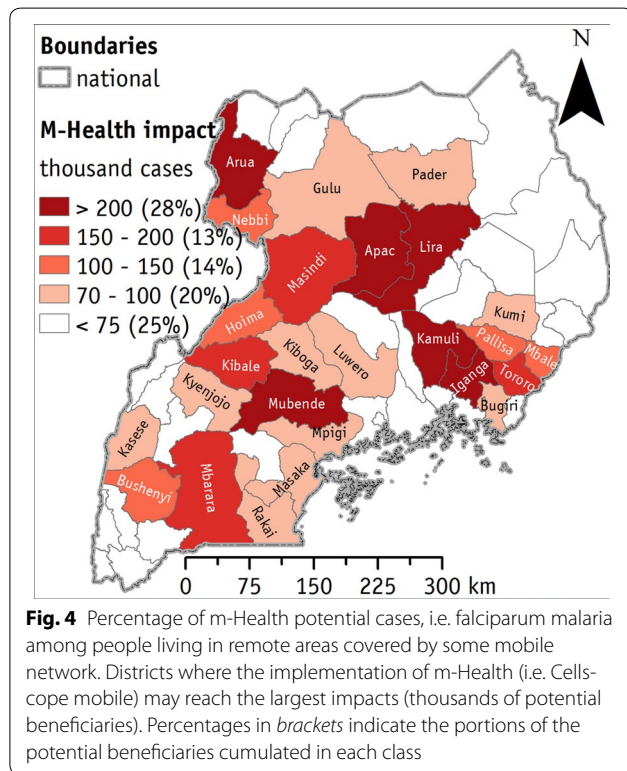 Boundaries
national
M-Health impact
thousand cases
> 200 (28%)
150 - 200 (13%)
100 - 150 (14%)
70 - 100 (20%)
< 75 (25%)
N
Arua
Nebbi
Gulu
Pader
Apac
Lira
Masindi
Hoima
Kibale
Kiboga
Luwero
Kamuli
Iganga
Kumi
Pallisa
Mbale
Tororo
Bugiri
Kyenjojo
Mubende
Mpigi
Kasese
Bushenyi
Mbarara
Masaka
Rakai
0 75 150 225 300 km
Fig. 4 Percentage of m-Health potential cases, i.e. falciparum malaria
among people living in remote areas covered by some mobile
network. Districts where the implementation of m-Health (i.e. Cells-
cope mobile) may reach the largest impacts (thousands of potential
beneficiaries). Percentages in brackets indicate the portions of the
potential beneficiaries cumulated in each class